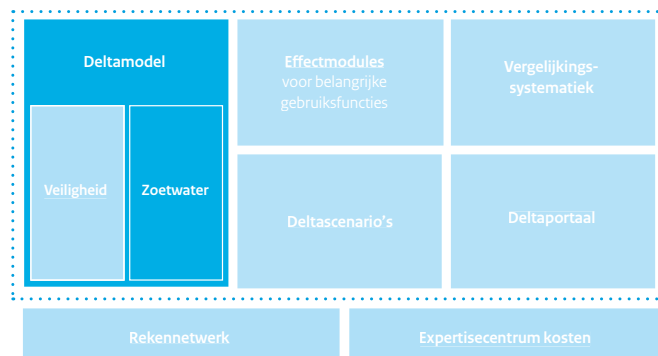 Deltamodel
Veiligheid
Zoetwater
Effectmodules
voor belangrijke
gebruiksfuncties
Vergelijkings-
systematiek
Deltascenario's
Deltaportaal
Rekennetwerk
Expertisecentrum kosten